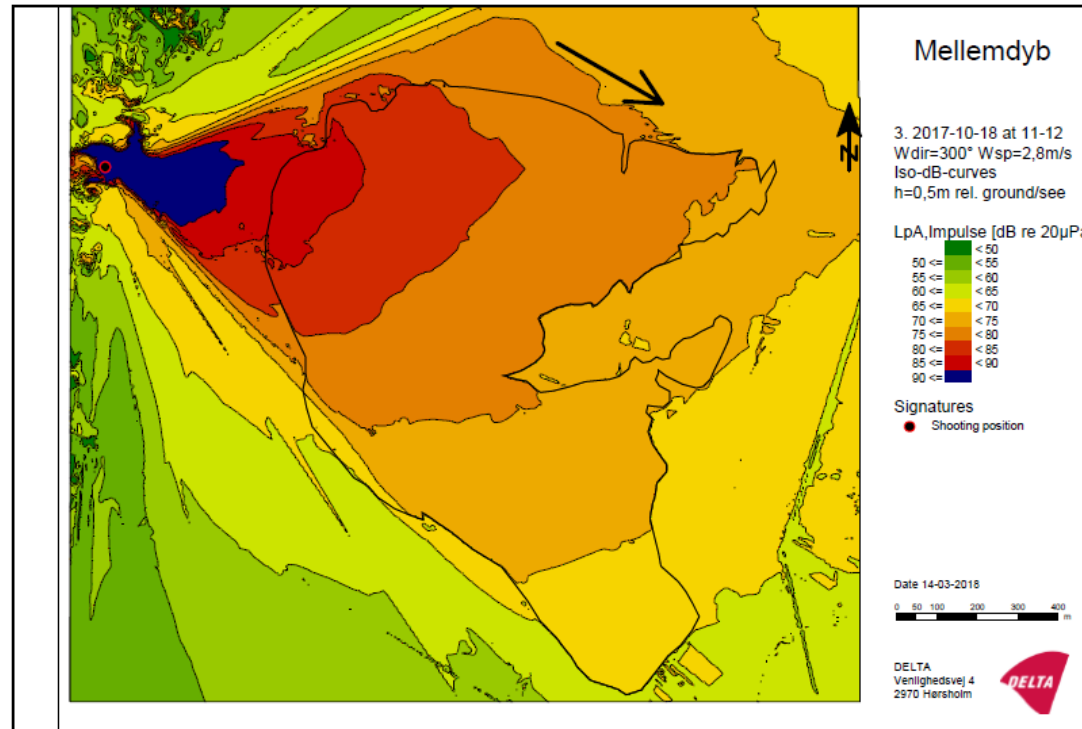 Mellemdyb
3. 2017-10-18 at 11-12
Wdir=300° Wsp=2,8m/s
Iso-dB-curves
h=0,5m rel. ground/see
N
LpA,Impulse [dB re 20µPa
< 50
50 <= < 55
55 <= < 60
60 <= < 65
65 <= < 70
70 <= < 75
75 <= < 80
80 <= < 85
85 <= < 90
90 <=
Signatures
Shooting position
Date 14-03-2018
0 50 100 200 300 400
m
DELTA
Venlighedsvej 4
2970 Hørsholm
DELTA